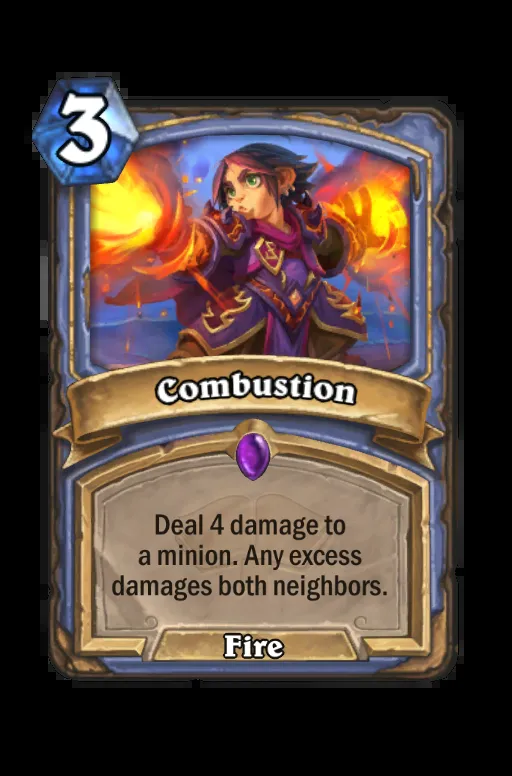 3
Combustion
Deal 4 damage to
a minion. Any excess
damages both neighbors.
Fire